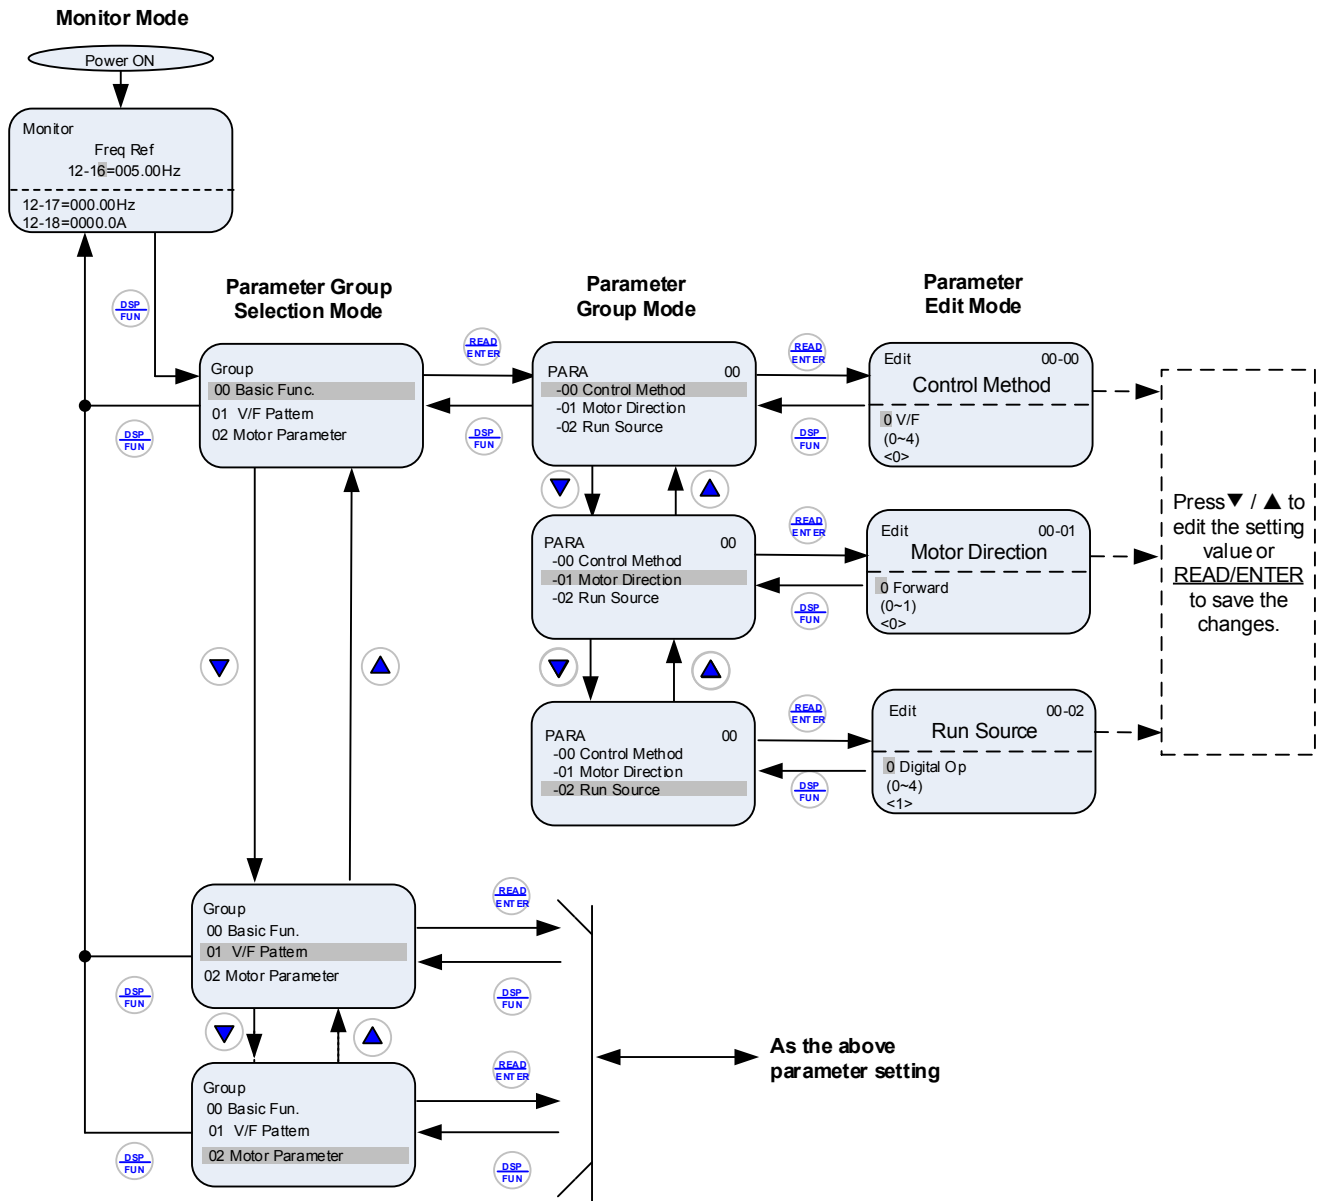 Monitor Mode
Power ON
Monitor
Freq Ref
12-16=005.00Hz
12-17=000.00Hz
12-18=0000.0A
DSP
FUN
Parameter Group
Selection Mode
Parameter
Group Mode
Parameter
Edit Mode
Group
00 Basic Func.
01 V/F Pattern
02 Motor Parameter
DSP
FUN
READ
ENTER
DSP
FUN
PARA 00
-00 Control Method
-01 Motor Direction
-02 Run Source
READ
ENTER
DSP
FUN
Edit 00-00
Control Method
0 V/F
(0~4)
<0>
PARA 00
-00 Control Method
-01 Motor Direction
-02 Run Source
READ
ENTER
DSP
FUN
Edit 00-01
Motor Direction
0 Forward
(0~1)
<0>
PARA 00
-00 Control Method
-01 Motor Direction
-02 Run Source
READ
ENTER
DSP
FUN
Edit 00-02
Run Source
0 Digital Op
(0~4)
<1>
Press▼ / ▲ to
edit the setting
value or
READ/ENTER
to save the
changes.
Group
00 Basic Fun.
01 V/F Pattern
02 Motor Parameter
DSP
FUN
READ
ENTER
DSP
FUN
Group
00 Basic Fun.
01 V/F Pattern
02 Motor Parameter
DSP
FUN
READ
ENTER
DSP
FUN
As the above
parameter setting